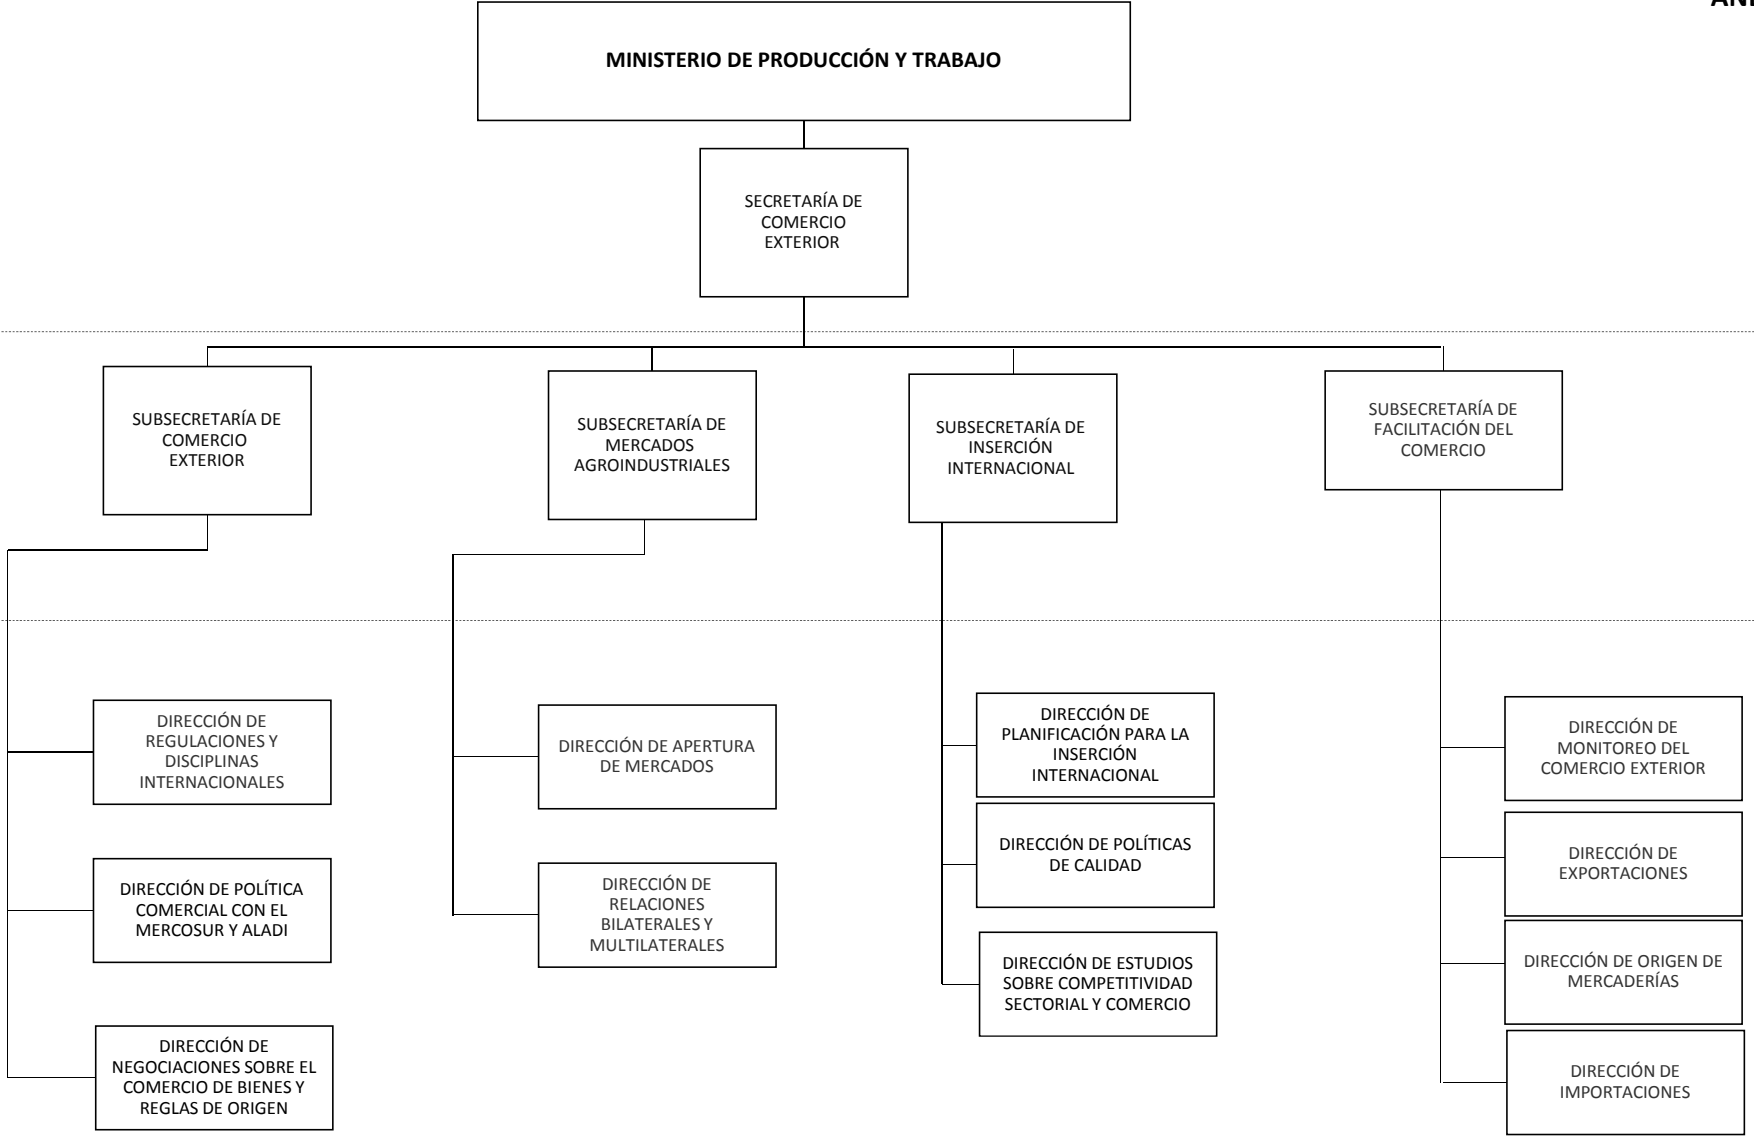 MINISTERIO DE PRODUCCIÓN Y TRABAJO
SECRETARÍA DE
COMERCIO
EXTERIOR
SUBSECRETARÍA DE
COMERCIO
EXTERIOR
SUBSECRETARÍA DE
MERCADOS
AGROINDUSTRIALES
SUBSECRETARÍA DE
INSERCIÓN
INTERNACIONAL
SUBSECRETARÍA DE
FACILITACIÓN DEL
COMERCIO
DIRECCIÓN DE
REGULACIONES Y
DISCIPLINAS
INTERNACIONALES
DIRECCIÓN DE POLÍTICA
COMERCIAL CON EL
MERCOSUR Y ALADI
DIRECCIÓN DE
NEGOCIACIONES SOBRE EL
COMERCIO DE BIENES Y
REGLAS DE ORIGEN
DIRECCIÓN DE APERTURA
DE MERCADOS
DIRECCIÓN DE
RELACIONES
BILATERALES Y
MULTILATERALES
DIRECCIÓN DE
PLANIFICACIÓN PARA LA
INSERCIÓN
INTERNACIONAL
DIRECCIÓN DE POLÍTICAS
DE CALIDAD
DIRECCIÓN DE ESTUDIOS
SOBRE COMPETITIVIDAD
SECTORIAL Y COMERCIO
DIRECCIÓN DE
MONITOREO DEL
COMERCIO EXTERIOR
DIRECCIÓN DE
EXPORTACIONES
DIRECCIÓN DE ORIGEN DE
MERCADERÍAS
DIRECCIÓN DE
IMPORTACIONES